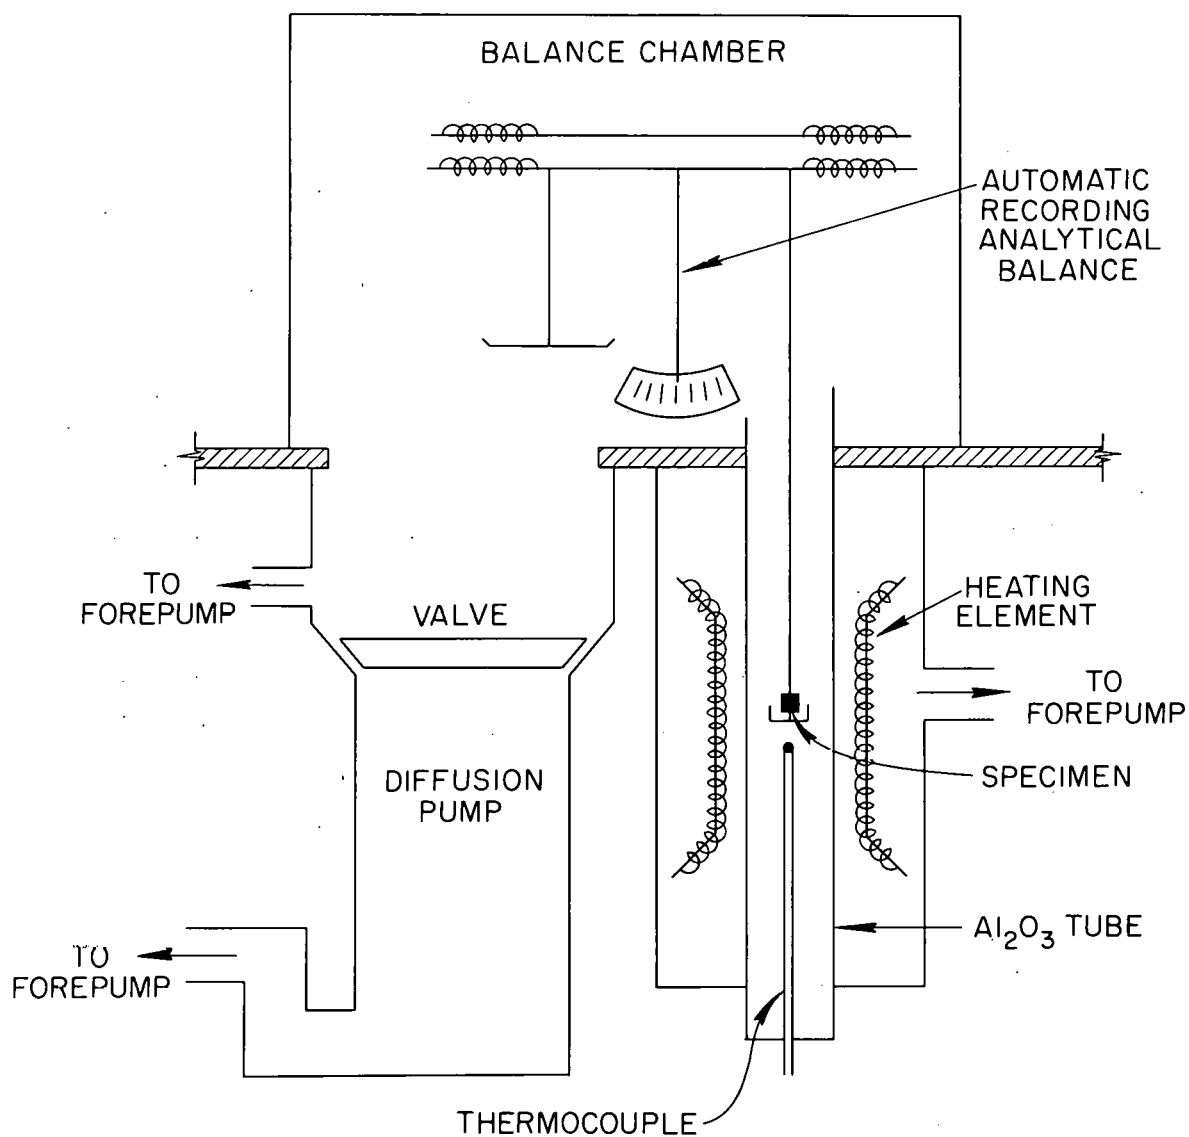 BALANCE CHAMBER
AUTOMATIC
RECORDING
ANALYTICAL
BALANCE
TO
FOREPUMP
VALVE
HEATING
ELEMENT
TO
FOREPUMP
SPECIMEN
DIFFUSION
PUMP
Al₂O₃ TUBE
TO
FOREPUMP
THERMOCOUPLE